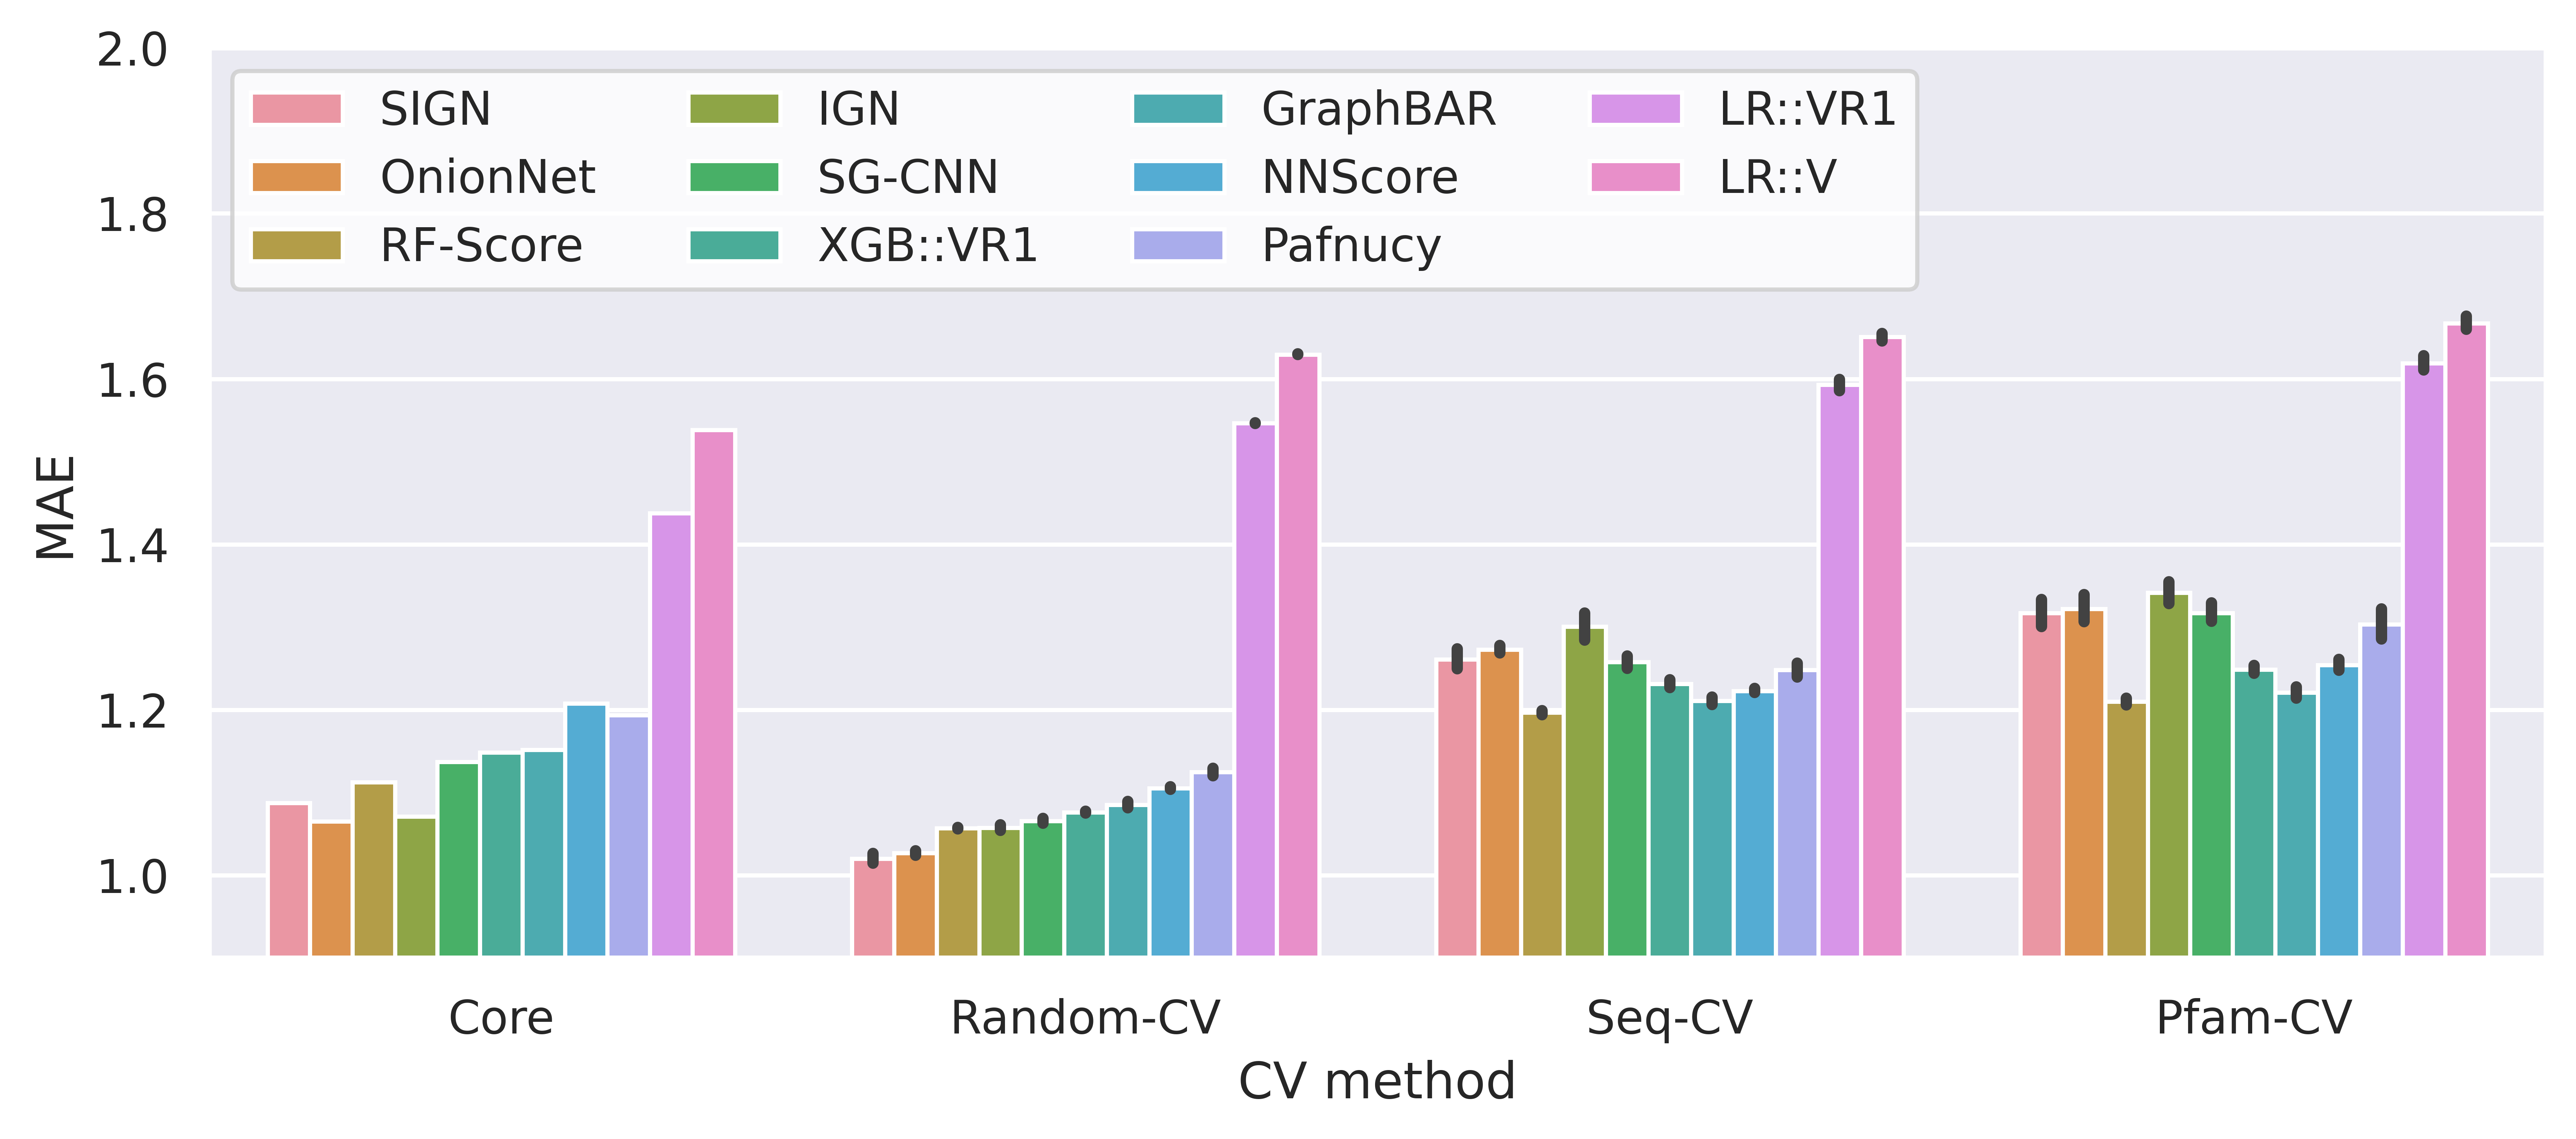 MAE
2.0
1.8
1.6
1.4
1.2
1.0
SIGN
OnionNet
RF-Score
IGN
SG-CNN
XGB::VR1
GraphBAR
NNScore
Pafnucy
LR::VR1
LR::V
Core
Random-CV
Seq-CV
Pfam-CV
CV method